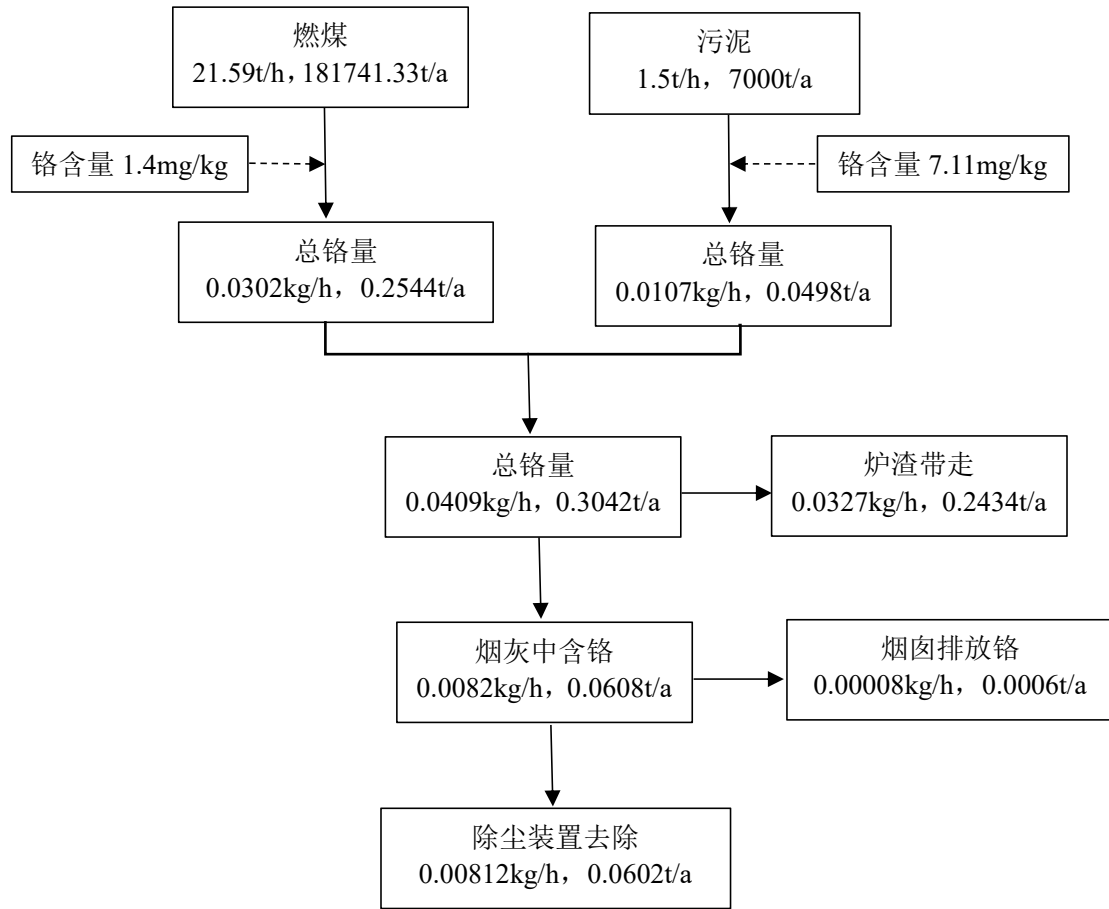 燃煤
21.59t/h，181741.33t/a
污泥
1.5t/h，7000t/a
铬含量 1.4mg/kg
铬含量 7.11mg/kg
总铬量
0.0302kg/h，0.2544t/a
总铬量
0.0107kg/h，0.0498t/a
总铬量
0.0409kg/h，0.3042t/a
炉渣带走
0.0327kg/h，0.2434t/a
烟灰中含铬
0.0082kg/h，0.0608t/a
烟囱排放铬
0.00008kg/h，0.0006t/a
除尘装置去除
0.00812kg/h，0.0602t/a